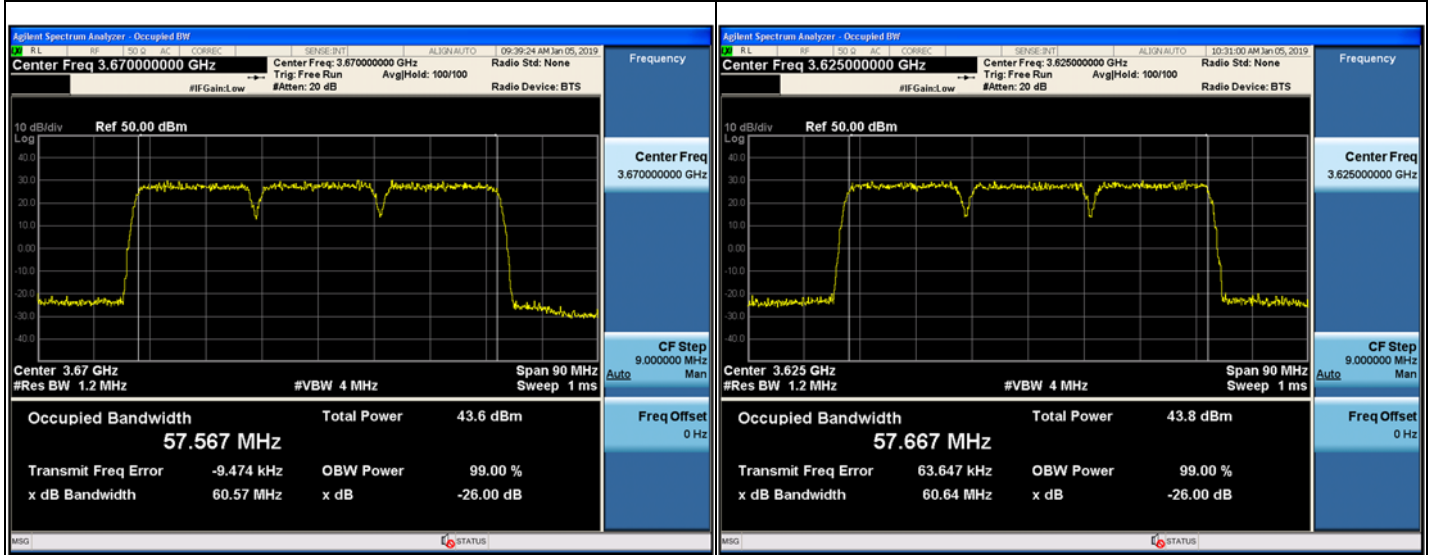 Agilent Spectrum Analyzer - Occupied BW
RL RF 50 Ω AC CORREC SENSE:INT ALIGN AUTO 09:39:24 AM Jan 05, 2019
Center Freq 3.670000000 GHz
Center Freq: 3.670000000 GHz
Radio Std: None
Trig: Free Run Avg|Hold: 100/100
#IFGain:Low
#Atten: 20 dB
Radio Device: BTS
10 dB/div Ref 50.00 dBm
Log
40.0
30.0
20.0
10.0
0.00
-10.0
-20.0
-30.0
-40.0
Center 3.67 GHz
Span 90 MHz
#Res BW 1.2 MHz
#VBW 4 MHz
Sweep 1 ms
Occupied Bandwidth
Total Power 43.6 dBm
57.567 MHz
Transmit Freq Error -9.474 kHz OBW Power 99.00 %
x dB Bandwidth 60.57 MHz x dB -26.00 dB
MSG
STATUS
Frequency
Center Freq
3.670000000 GHz
CF Step
9.000000 MHz
Auto Man
Freq Offset
0 Hz
Agilent Spectrum Analyzer - Occupied BW
RL RF 50 Ω AC CORREC SENSE:INT ALIGN AUTO 10:31:00 AM Jan 05, 2019
Center Freq 3.625000000 GHz
Center Freq: 3.625000000 GHz
Radio Std: None
Trig: Free Run Avg|Hold: 100/100
#IFGain:Low
#Atten: 20 dB
Radio Device: BTS
10 dB/div Ref 50.00 dBm
Log
40.0
30.0
20.0
10.0
0.00
-10.0
-20.0
-30.0
-40.0
Center 3.625 GHz
Span 90 MHz
#Res BW 1.2 MHz
#VBW 4 MHz
Sweep 1 ms
Occupied Bandwidth
Total Power 43.8 dBm
57.667 MHz
Transmit Freq Error 63.647 kHz OBW Power 99.00 %
x dB Bandwidth 60.64 MHz x dB -26.00 dB
MSG
STATUS
Frequency
Center Freq
3.625000000 GHz
CF Step
9.000000 MHz
Auto Man
Freq Offset
0 Hz